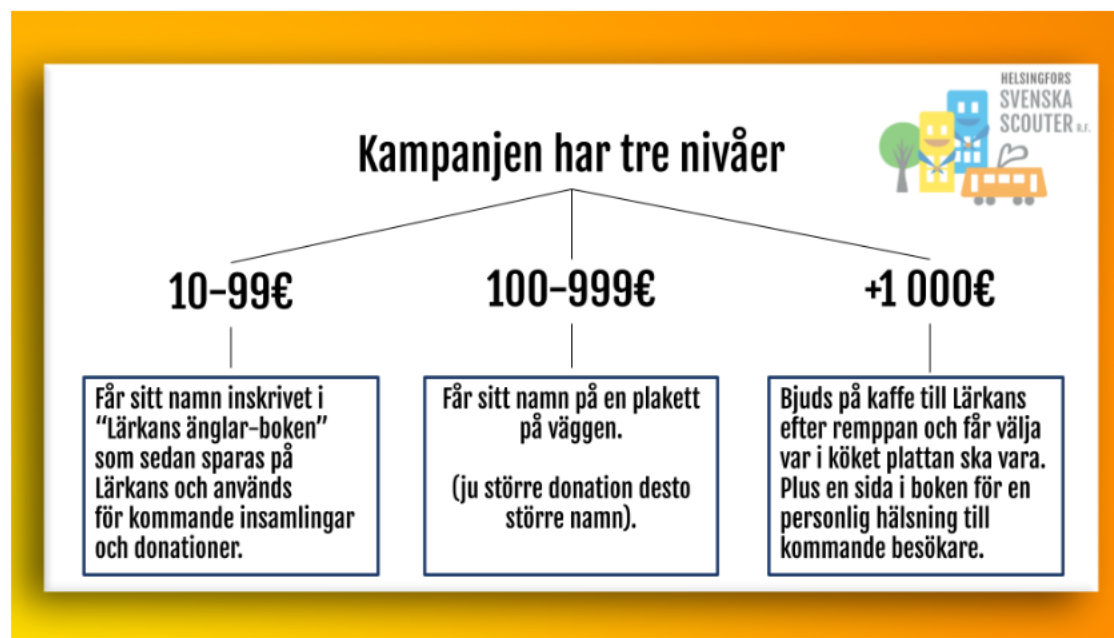 HELSINGFORS
SVENSKA
SCOUTER R.F.
Kampanjen har tre nivåer
10-99€
100-999€
+1 000€
Får sitt namn inskrivet i
“Lärkans änglar-boken”
som sedan sparas på
Lärkans och används
för kommande insamlingar
och donationer.
Får sitt namn på en plakett
på väggen.
(ju större donation desto
större namn).
Bjuds på kaffe till Lärkans
efter remppan och får välja
var i köket plattan ska vara.
Plus en sida i boken för en
personlig hälsning till
kommande besökare.